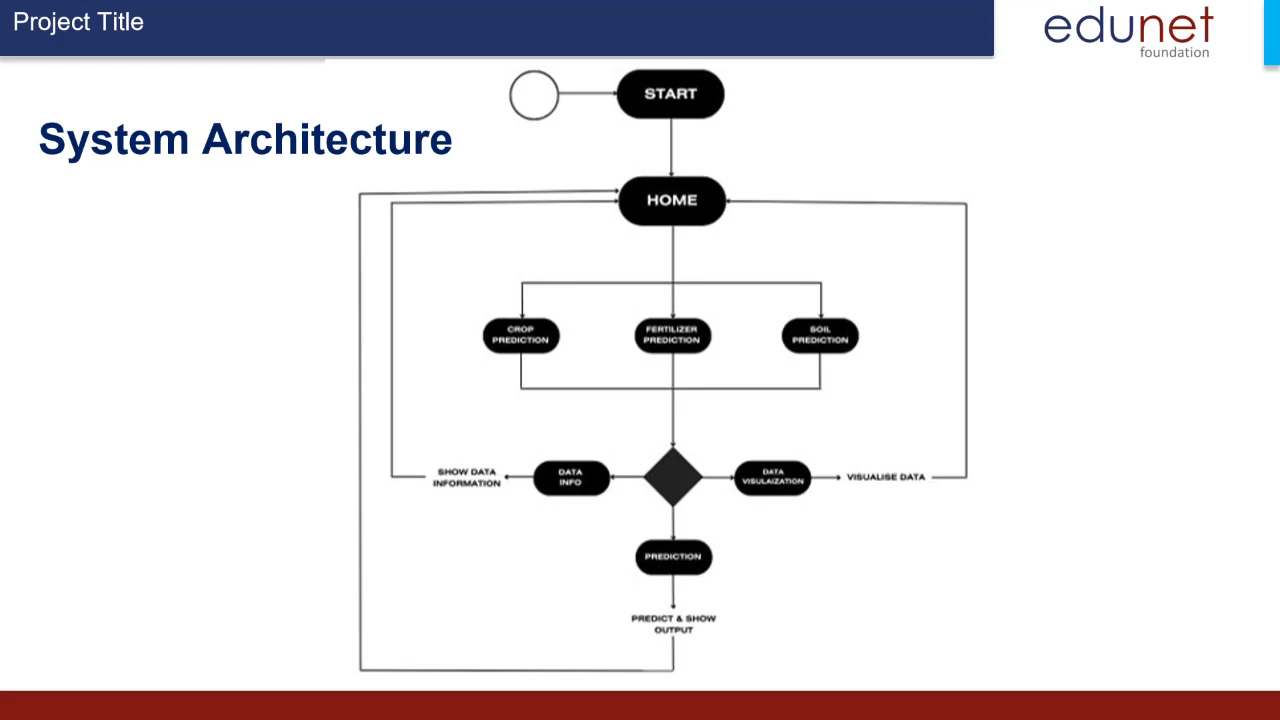 Project Title
edunet
foundation
System Architecture
START
HOME
CROP
PREDICTION
FERTILIZER
PREDICTION
SOIL
PREDICTION
SHOW DATA
INFORMATION
DATA
INFO
DATA
VISULAIZATION
VISUALISE DATA
PREDICTION
PREDICT & SHOW
OUTPUT